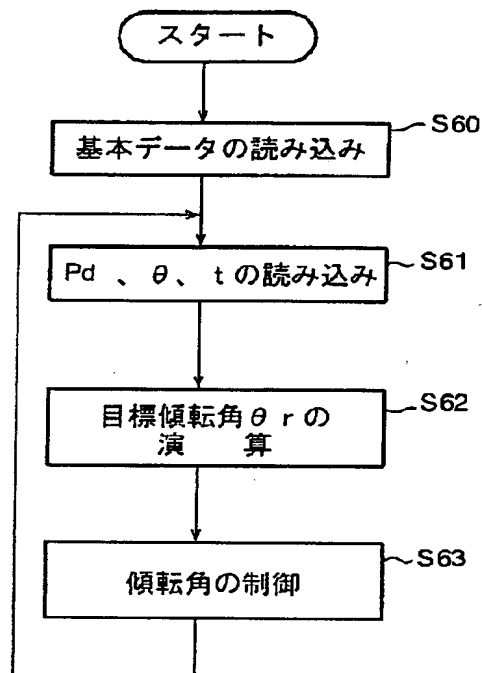 スタート
S60
基本データの読み込み
S61
Pd 、θ、tの読み込み
S62
目標傾転角θrの
演 算
S63
傾転角の制御